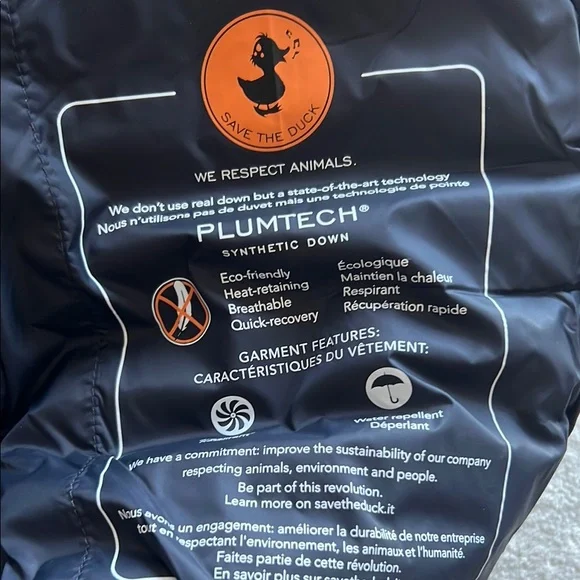 SAVE THE DUCK
WE RESPECT ANIMALS.
We don't use real down but a state-of-the-art technology
Nous n'utilisons pas de duvet mais une technologie de pointe
PLUMTECH®
SYNTHETIC DOWN
Eco-friendly
Heat-retaining
Breathable
Quick-recovery
Écologique
Maintien la chaleur
Respirant
Récupération rapide
GARMENT FEATURES:
CARACTÉRISTIQUES DU VÊTEMENT:
Water repellent
Déperlant
We have a commitment: improve the sustainability of our company
respecting animals, environment and people.
Be part of this revolution.
Learn more on savetheduck.it
Nous avons un engagement: améliorer la durabilité de notre entreprise
tout en respectant l'environnement, les animaux et l'humanité.
Faites partie de cette révolution.
En savoir plus sur